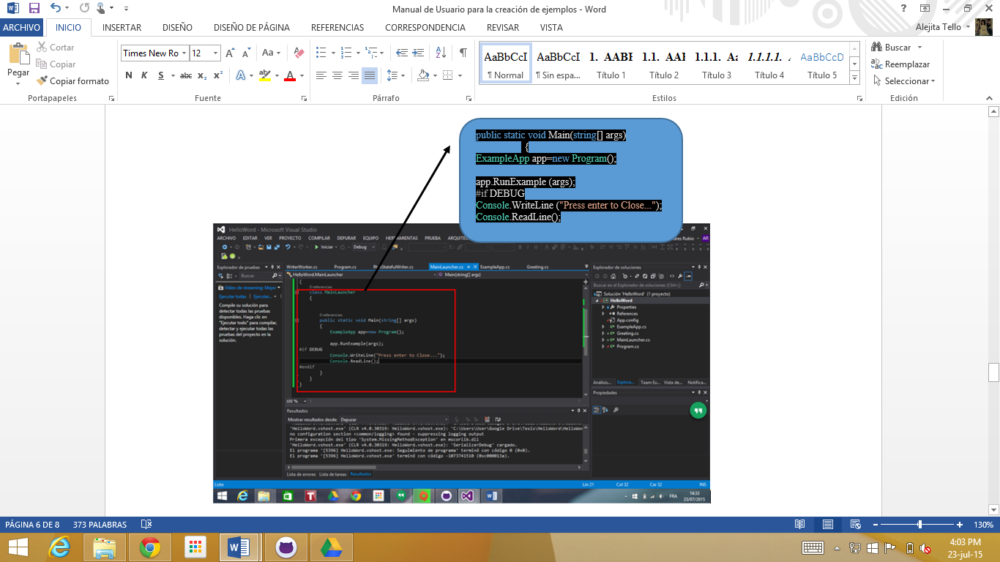 Manual de Usuario para la creación de ejemplos - Word
ARCHIVO INICIO INSERTAR DISEÑO DISEÑO DE PÁGINA REFERENCIAS CORRESPONDENCIA REVISAR VISTA Alejita Tello
Pegar
Cortar
Copiar
Copiar formato
Portapapeles
Times New Ro 12
Aa
N K S abc x₂ x²
Fuente
Párrafo
AaBbCcI AaBbCcI 1. AABI 1.1. AAI 1.1.1. Aa 1.1.1.1. AaBbCcD
¶ Normal ¶ Sin espa... Título 1 Título 2 Título 3 Título 4 Título 5
Estilos
Buscar
Reemplazar
Seleccionar
Edición
public static void Main(string[] args)
{
ExampleApp app=new Program();
app.RunExample (args);
#if DEBUG
Console.WriteLine ("Press enter to Close...");
Console.ReadLine();
HelloWord - Microsoft Visual Studio
ARCHIVO EDITAR VER PROYECTO COMPILAR DEPURAR EQUIPO HERRAMIENTAS PRUEBA
Iniciar Debug
Explorador de pruebas
Buscar
Video de streaming: Mejor
Ejecutar todas Ejecutar...
Compile su solución para
detectar todas las pruebas
disponibles. Haga clic en
"Ejecutar todo" para compilar,
detectar y ejecutar todas las
pruebas del proyecto en la
solución.
WriterWorker.cs Program.cs MainLauncher.cs ExampleApp.cs Greeting.cs
HelloWord.MainLauncher Main(string[] args)
{
0 referencias
class MainLauncher
{
0 referencias
public static void Main(string[] args)
{
ExampleApp app=new Program();
app.RunExample(args);
#if DEBUG
Console.WriteLine("Press enter to Close...");
Console.ReadLine();
#endif
}
}
}
100 %
Resultados
Mostrar resultados desde: Depurar
'HelloWord.vshost.exe' (CLR v4.0.30319: HelloWord.vshost.exe): 'C:\Users\User\Google Drive\Tesis\HelloWord\HelloWo
no configuration section <common/logging> found - suppressing logging output
Primera excepción del tipo 'System.MissingMethodException' en mscorlib.dll
'HelloWord.vshost.exe' (CLR v4.0.30319: HelloWord.vshost.exe): 'SerializerDebug' cargado.
El programa '[5396] HelloWord.vshost.exe: Seguimiento de programa' terminó con código 0 (0x0).
El programa '[5396] HelloWord.vshost.exe' terminó con código -1073741510 (0xc000013a).
Lista de errores Lista de tareas Resultados
Rubio AR
Explorador de soluciones
Buscar en el Explorador de soluciones (Ctrl+;)
Solución 'HelloWord' (1 proyecto)
HelloWord
Properties
References
App.config
ExampleApp.cs
Greeting.cs
MainLauncher.cs
Program.cs
Análisis... Explora... Team Ex... Vista de... Notifica...
Propiedades
Listo Lin 21 Col 32 Car 32 INS
FRA 14:33
23/07/2015
PÁGINA 6 DE 8 373 PALABRAS 130%
4:03 PM
23-jul-15